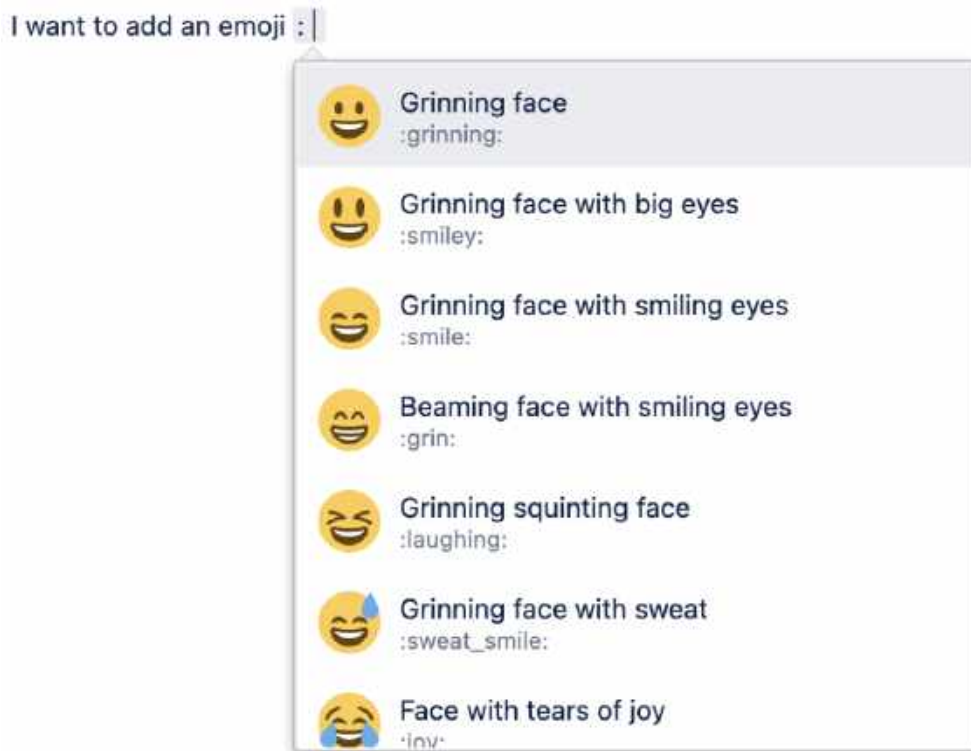 I want to add an emoji :
Grinning face
:grinning:
Grinning face with big eyes
:smiley:
Grinning face with smiling eyes
:smile:
Beaming face with smiling eyes
:grin:
Grinning squinting face
:laughing:
Grinning face with sweat
:sweat_smile:
Face with tears of joy
:joy: